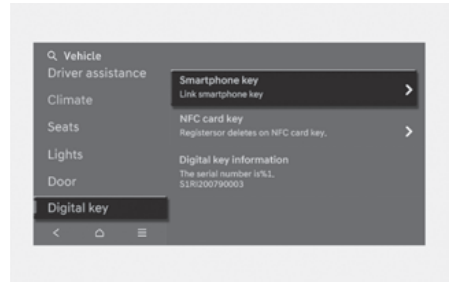 Vehicle
Driver assistance
Climate
Seats
Lights
Door
Digital key
Smartphone key
Link smartphone key
NFC card key
Registersor deletes on NFC card key,
Digital key information
The serial number is%1,
S1RI200790003